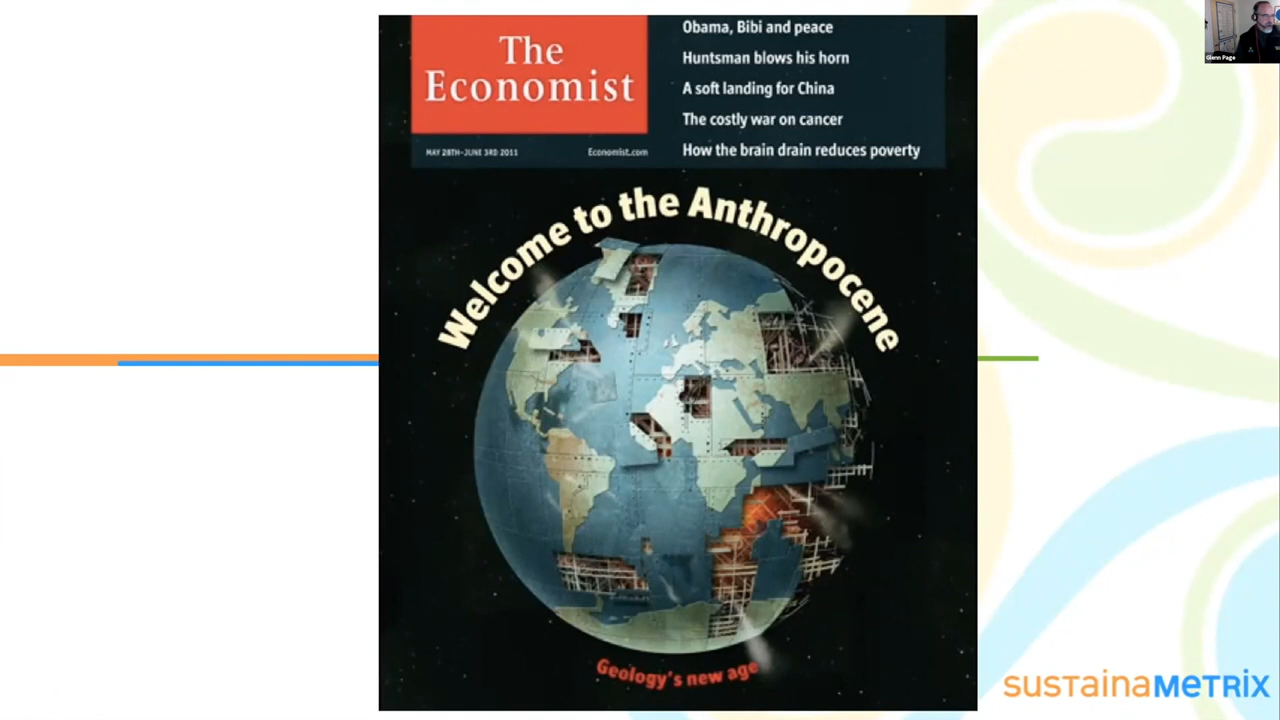 The
Economist
MAY 28TH–JUNE 3RD 2011
Economist.com
Obama, Bibi and peace
Huntsman blows his horn
A soft landing for China
The costly war on cancer
How the brain drain reduces poverty
Welcome to the Anthropocene
Geology's new age
Glenn Page
sustainaMETRIX